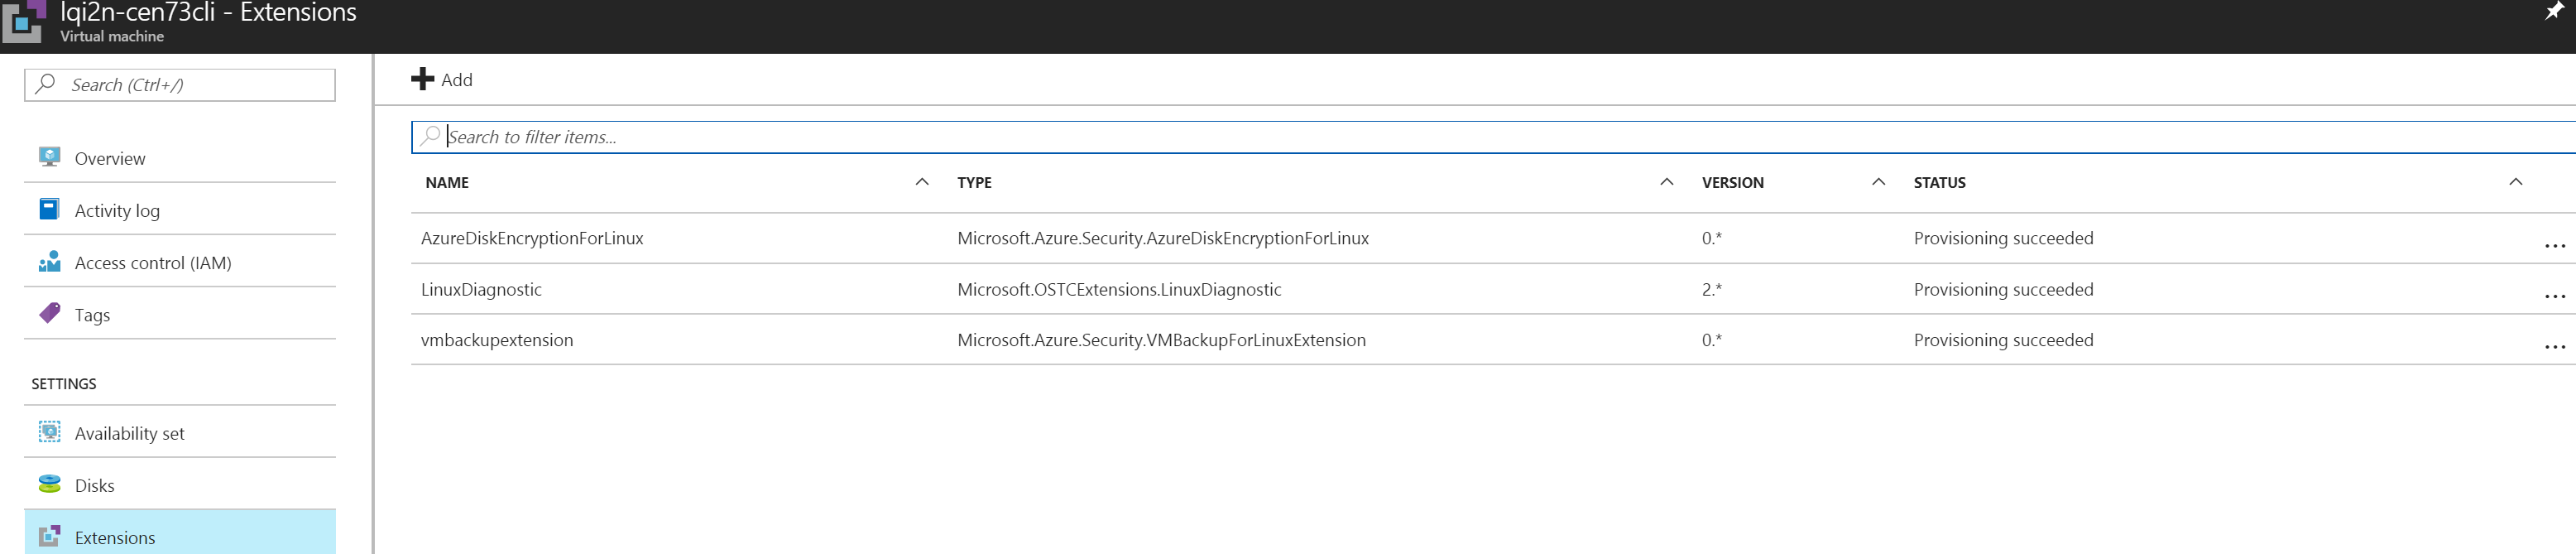 lqi2n-cen73cli - Extensions
Virtual machine
Search (Ctrl+/)
Overview
Activity log
Access control (IAM)
Tags
SETTINGS
Availability set
Disks
Extensions
Add
Search to filter items...
NAME TYPE VERSION STATUS
AzureDiskEncryptionForLinux Microsoft.Azure.Security.AzureDiskEncryptionForLinux 0.* Provisioning succeeded ...
LinuxDiagnostic Microsoft.OSTCExtensions.LinuxDiagnostic 2.* Provisioning succeeded ...
vmbackupextension Microsoft.Azure.Security.VMBackupForLinuxExtension 0.* Provisioning succeeded ...